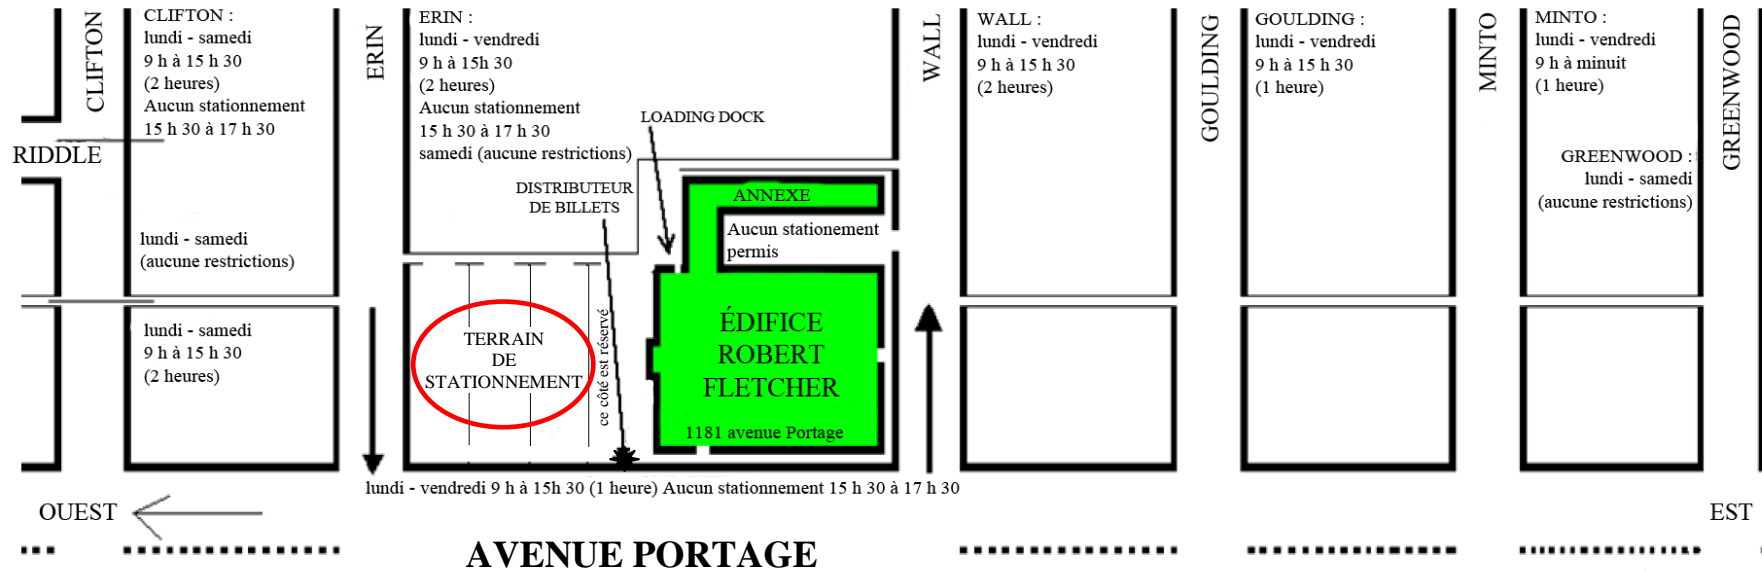 CLIFTON
CLIFTON :
lundi - samedi
9 h à 15 h 30
(2 heures)
Aucun stationnement
15 h 30 à 17 h 30
RIDDLE
lundi - samedi
(aucune restrictions)
lundi - samedi
9 h à 15 h 30
(2 heures)
ERIN
ERIN :
lundi - vendredi
9 h à 15h 30
(2 heures)
Aucun stationnement
15 h 30 à 17 h 30
samedi (aucune restrictions)
LOADING DOCK
DISTRIBUTEUR
DE BILLETS
ANNEXE
Aucun stationement
permis
TERRAIN
DE
STATIONNEMENT
ce côté est réservé
ÉDIFICE
ROBERT
FLETCHER
1181 avenue Portage
WALL
WALL :
lundi - vendredi
9 h à 15 h 30
(2 heures)
GOULDING
GOULDING :
lundi - vendredi
9 h à 15 h 30
(1 heure)
MINTO
MINTO :
lundi - vendredi
9 h à minuit
(1 heure)
GREENWOOD :
lundi - samedi
(aucune restrictions)
GREENWOOD
lundi - vendredi 9 h à 15h 30 (1 heure) Aucun stationnement 15 h 30 à 17 h 30
OUEST
EST
AVENUE PORTAGE